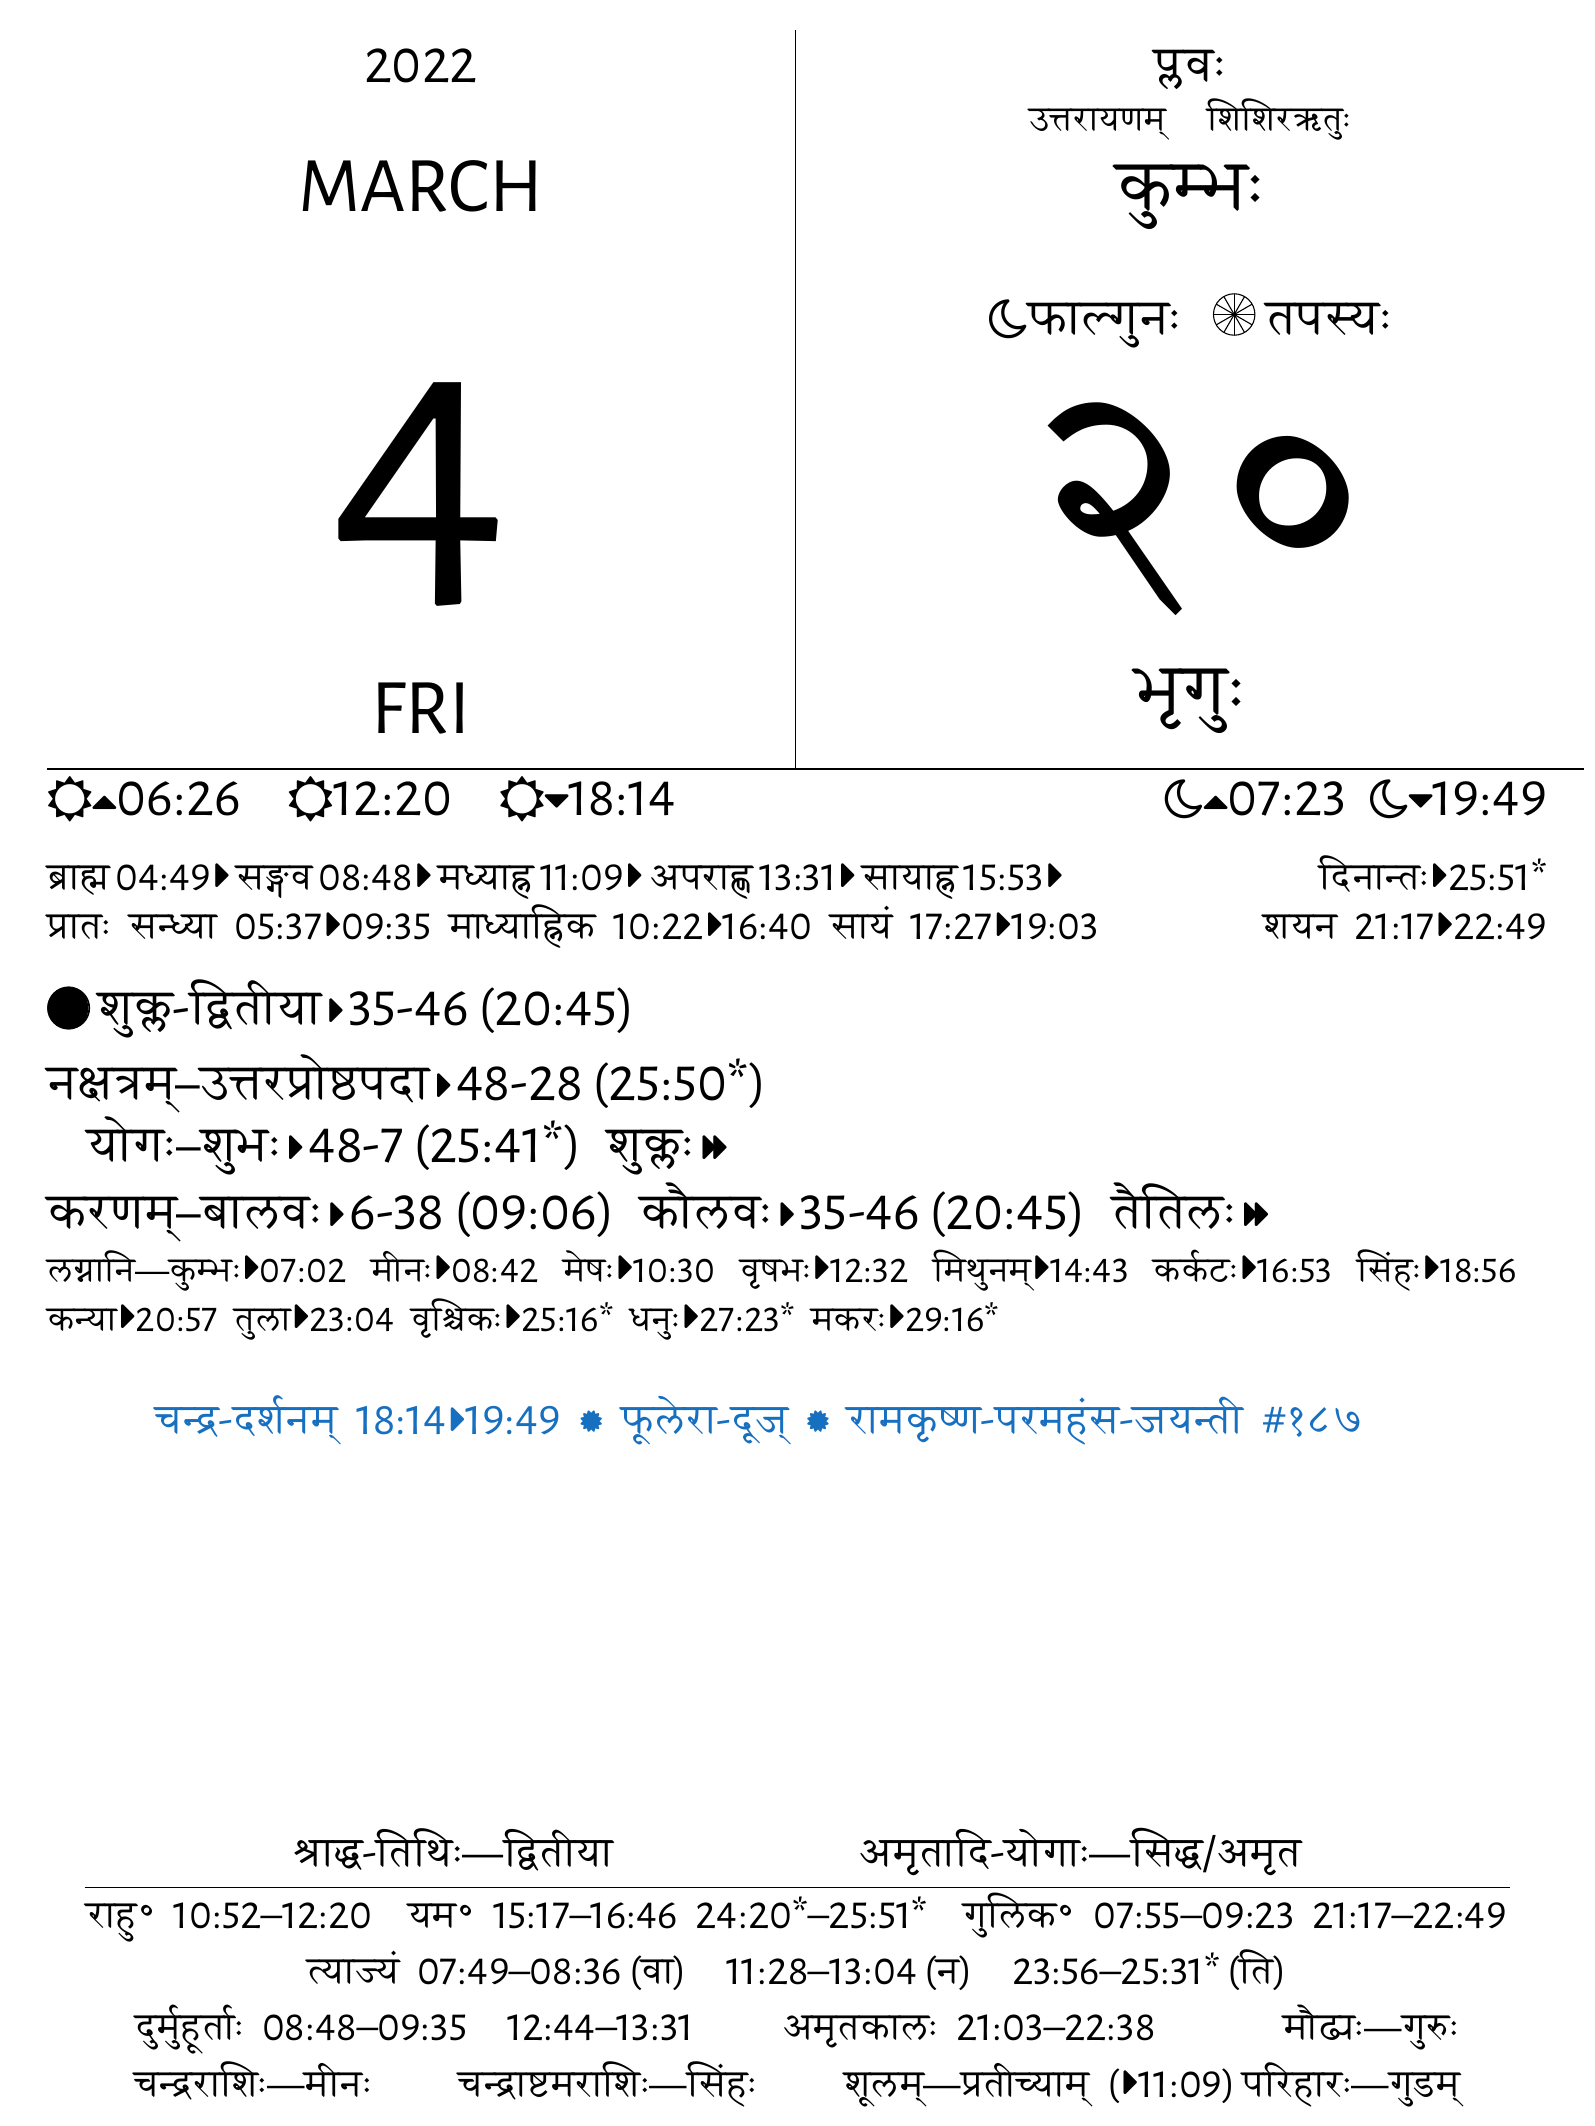 2022
MARCH
4
FRI
प्लवः
उत्तरायणम् शिशिरऋतुः
कुम्भः
फाल्गुनः तपस्यः
२०
भृगुः
06:26 12:20 18:14 07:23 19:49
ब्राह्म 04:49 सङ्गव 08:48 मध्याह्न 11:09 अपराह्ण 13:31 सायाह्न 15:53 दिनान्तः 25:51*
प्रातः सन्ध्या 05:37 09:35 माध्याह्निक 10:22 16:40 सायं 17:27 19:03 शयन 21:17 22:49
शुक्ल-द्वितीया 35-46 (20:45)
नक्षत्रम्–उत्तरप्रोष्ठपदा 48-28 (25:50*)
योगः–शुभः 48-7 (25:41*) शुक्लः
करणम्–बालवः 6-38 (09:06) कौलवः 35-46 (20:45) तैतिलः
लग्नानि—कुम्भः 07:02 मीनः 08:42 मेषः 10:30 वृषभः 12:32 मिथुनम् 14:43 कर्कटः 16:53 सिंहः 18:56
कन्या 20:57 तुला 23:04 वृश्चिकः 25:16* धनुः 27:23* मकरः 29:16*
चन्द्र-दर्शनम् 18:14 19:49 फूलेरा-दूज् रामकृष्ण-परमहंस-जयन्ती #१८७
श्राद्ध-तिथिः—द्वितीया अमृतादि-योगाः—सिद्ध/अमृत
राहु॰ 10:52–12:20 यम॰ 15:17–16:46 24:20*–25:51* गुलिक॰ 07:55–09:23 21:17–22:49
त्याज्यं 07:49–08:36 (वा) 11:28–13:04 (न) 23:56–25:31* (ति)
दुर्मुहूर्ताः 08:48–09:35 12:44–13:31 अमृतकालः 21:03–22:38 मौढ्यः—गुरुः
चन्द्रराशिः—मीनः चन्द्राष्टमराशिः—सिंहः शूलम्—प्रतीच्याम् (11:09) परिहारः—गुडम्